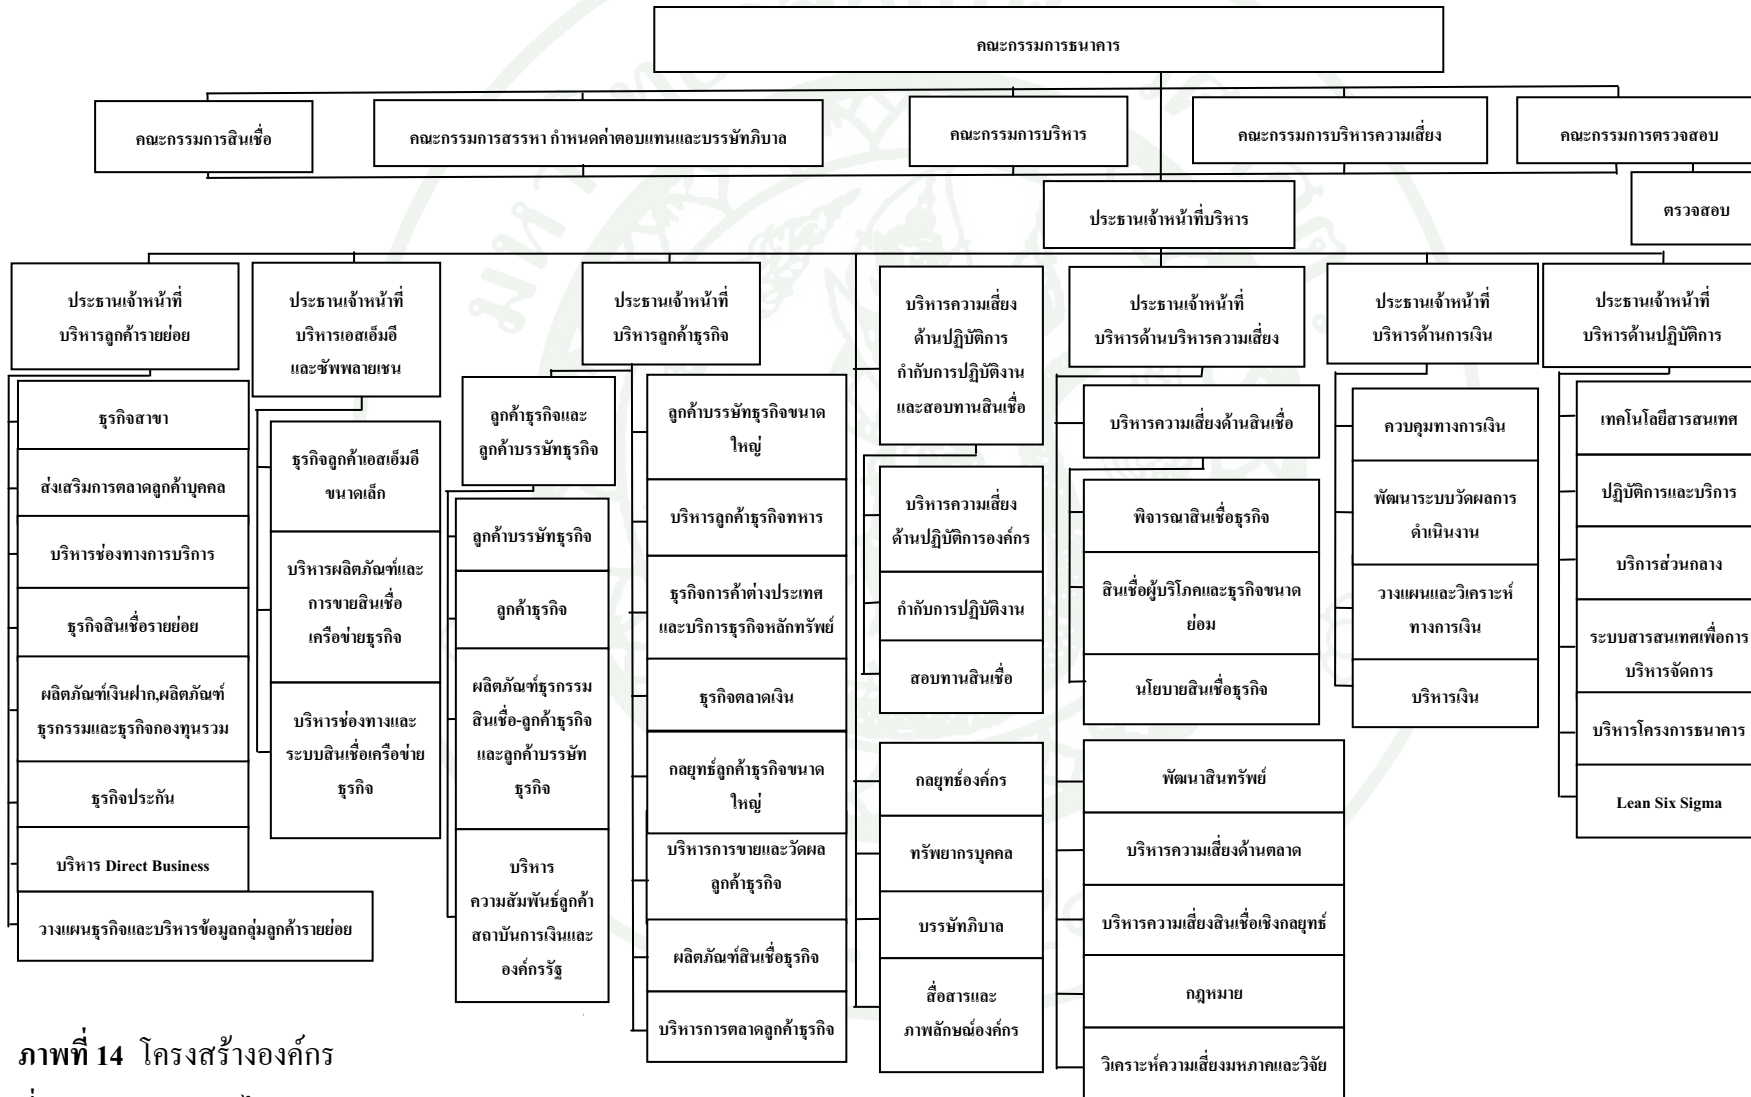 คณะกรรมการธนาคาร
คณะกรรมการสินเชื่อ
คณะกรรมการสรรหา กำหนดค่าตอบแทนและบรรษัทภิบาล
คณะกรรมการบริหาร
คณะกรรมการบริหารความเสี่ยง
คณะกรรมการตรวจสอบ
ประธานเจ้าหน้าที่บริหาร
ตรวจสอบ
ประธานเจ้าหน้าที่
บริหารลูกค้ารายย่อย
ธุรกิจสาขา
ส่งเสริมการตลาดลูกค้าบุคคล
บริหารช่องทางการบริการ
ธุรกิจสินเชื่อรายย่อย
ผลิตภัณฑ์เงินฝาก,ผลิตภัณฑ์
ธุรกรรมและธุรกิจกองทุนรวม
ธุรกิจประกัน
บริหาร Direct Business
วางแผนธุรกิจและบริหารข้อมูลกลุ่มลูกค้ารายย่อย
ประธานเจ้าหน้าที่
บริหารเอสเอ็มอี
และซัพพลายเชน
ธุรกิจลูกค้าเอสเอ็มอี
ขนาดเล็ก
บริหารผลิตภัณฑ์และ
การขายสินเชื่อ
เครือข่ายธุรกิจ
บริหารช่องทางและ
ระบบสินเชื่อเครือข่าย
ธุรกิจ
ประธานเจ้าหน้าที่
บริหารลูกค้าธุรกิจ
ลูกค้าธุรกิจและ
ลูกค้าบรรษัทธุรกิจ
ลูกค้าบรรษัทธุรกิจ
ลูกค้าธุรกิจ
ผลิตภัณฑ์ธุรกรรม
สินเชื่อ-ลูกค้าธุรกิจ
และลูกค้าบรรษัท
ธุรกิจ
บริหาร
ความสัมพันธ์ลูกค้า
สถาบันการเงินและ
องค์กรรัฐ
ลูกค้าบรรษัทธุรกิจขนาด
ใหญ่
บริหารลูกค้าธุรกิจทหาร
ธุรกิจการค้าต่างประเทศ
และบริการธุรกิจหลักทรัพย์
ธุรกิจตลาดเงิน
กลยุทธ์ลูกค้าธุรกิจขนาด
ใหญ่
บริหารการขายและวัดผล
ลูกค้าธุรกิจ
ผลิตภัณฑ์สินเชื่อธุรกิจ
บริหารการตลาดลูกค้าธุรกิจ
บริหารความเสี่ยง
ด้านปฏิบัติการ
กำกับการปฏิบัติงาน
และสอบทานสินเชื่อ
บริหารความเสี่ยง
ด้านปฏิบัติการองค์กร
กำกับการปฏิบัติงาน
สอบทานสินเชื่อ
กลยุทธ์องค์กร
ทรัพยากรบุคคล
บรรษัทภิบาล
สื่อสารและ
ภาพลักษณ์องค์กร
ประธานเจ้าหน้าที่
บริหารด้านบริหารความเสี่ยง
บริหารความเสี่ยงด้านสินเชื่อ
พิจารณาสินเชื่อธุรกิจ
สินเชื่อผู้บริโภคและธุรกิจขนาด
ย่อม
นโยบายสินเชื่อธุรกิจ
พัฒนาสินทรัพย์
บริหารความเสี่ยงด้านตลาด
บริหารความเสี่ยงสินเชื่อเชิงกลยุทธ์
กฎหมาย
วิเคราะห์ความเสี่ยงมหภาคและวิจัย
ประธานเจ้าหน้าที่
บริหารด้านการเงิน
ควบคุมทางการเงิน
พัฒนาระบบวัดผลการ
ดำเนินงาน
วางแผนและวิเคราะห์
ทางการเงิน
บริหารเงิน
ประธานเจ้าหน้าที่
บริหารด้านปฏิบัติการ
เทคโนโลยีสารสนเทศ
ปฏิบัติการและบริการ
บริการส่วนกลาง
ระบบสารสนเทศเพื่อการ
บริหารจัดการ
บริหารโครงการธนาคาร
Lean Six Sigma
ภาพที่ 14 โครงสร้างองค์กร